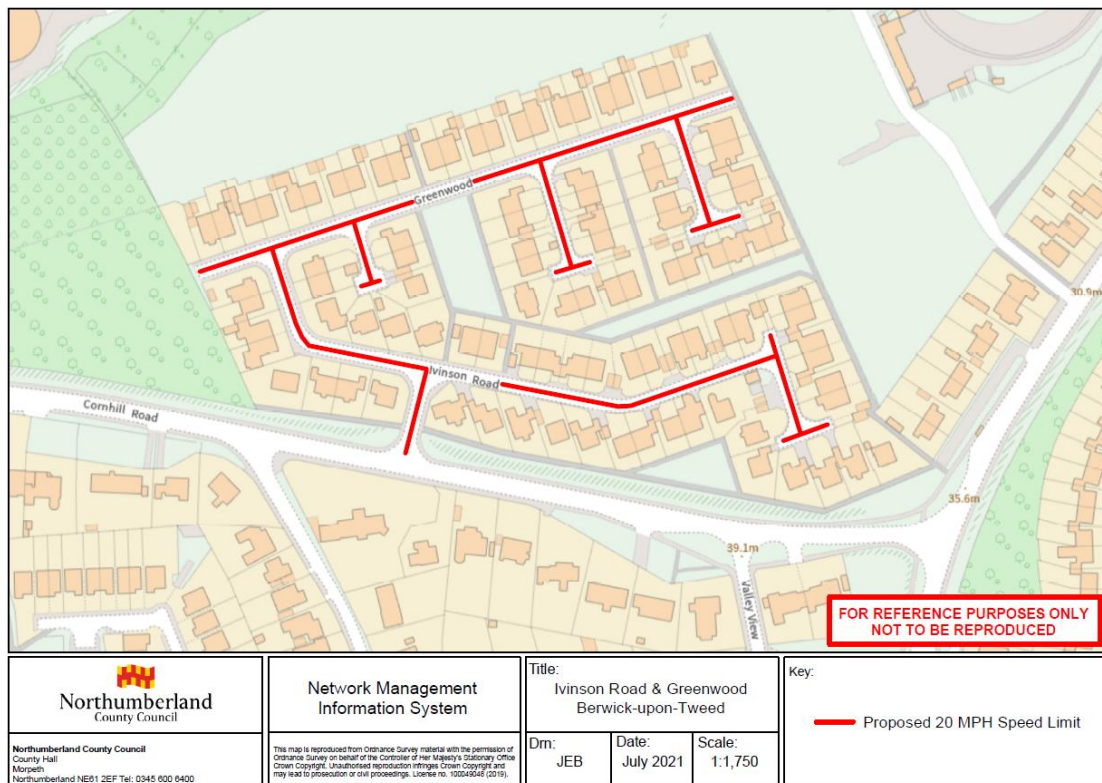 Greenwood
30.9m
Ivinson Road
Cornhill Road
35.6m
39.1m
Valley View
FOR REFERENCE PURPOSES ONLY
NOT TO BE REPRODUCED
Northumberland
County Council
Northumberland County Council
County Hall
Morpeth
Northumberland NE61 2EF Tel: 0345 600 6400
Network Management
Information System
This map is reproduced from Ordnance Survey material with the permission of
Ordnance Survey on behalf of the Controller of Her Majesty's Stationary Office
Crown Copyright. Unauthorised reproduction infringes Crown Copyright and
may lead to prosecution or civil proceedings. License no. 100049048 (2019).
Title:
Ivinson Road & Greenwood
Berwick-upon-Tweed
Drn:
JEB
Date:
July 2021
Scale:
1:1,750
Key:
Proposed 20 MPH Speed Limit